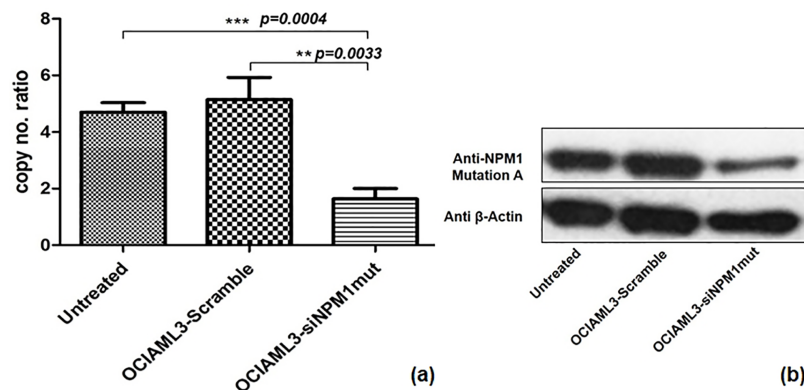 *** p=0.0004
** p=0.0033
copy no. ratio
8
6
4
2
0
Untreated
OCIAML3-Scramble
OCIAML3-siNPM1mut
(a)
Anti-NPM1
Mutation A
Anti β-Actin
Untreated
OCIAML3-Scramble
OCIAML3-siNPM1mut
(b)